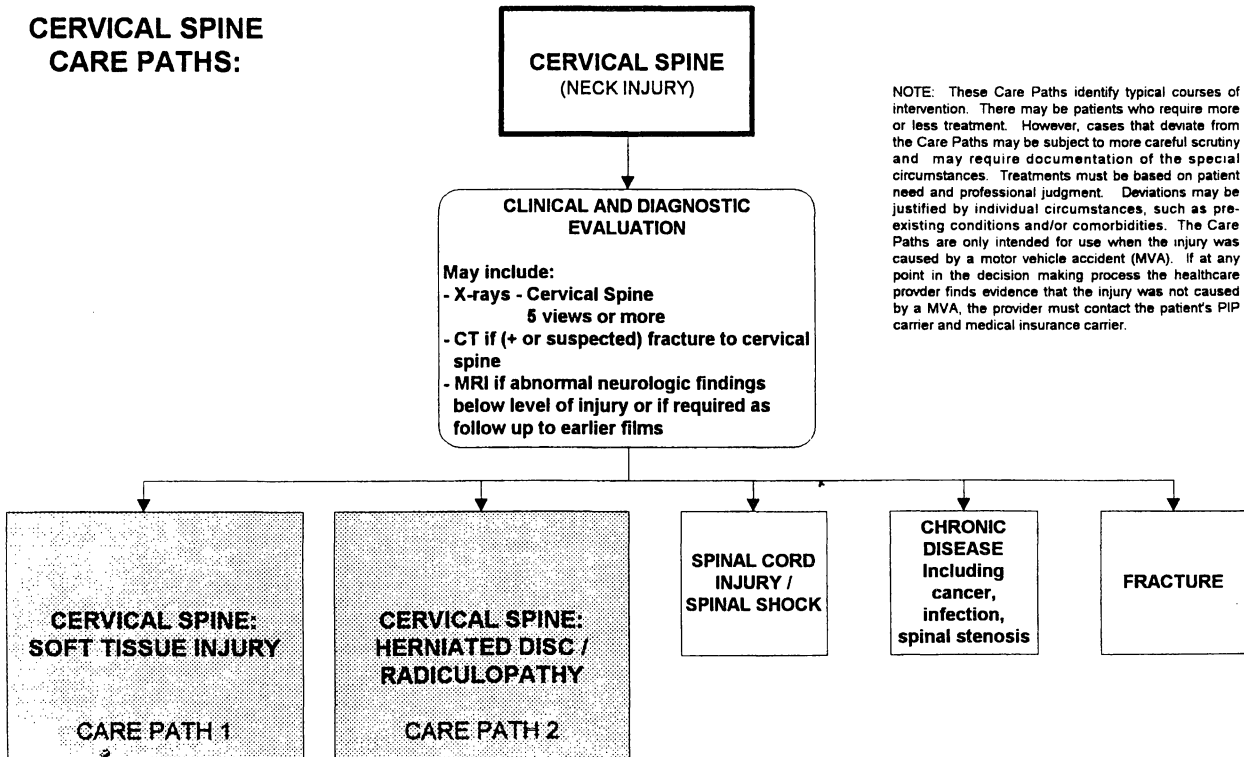 CERVICAL SPINE
CARE PATHS:
CERVICAL SPINE
(NECK INJURY)
NOTE: These Care Paths identify typical courses of
intervention. There may be patients who require more
or less treatment. However, cases that deviate from
the Care Paths may be subject to more careful scrutiny
and may require documentation of the special
circumstances. Treatments must be based on patient
need and professional judgment. Deviations may be
justified by individual circumstances, such as pre-
existing conditions and/or comorbidities. The Care
Paths are only intended for use when the injury was
caused by a motor vehicle accident (MVA). If at any
point in the decision making process the healthcare
provder finds evidence that the injury was not caused
by a MVA, the provider must contact the patient's PIP
carrier and medical insurance carrier.
CLINICAL AND DIAGNOSTIC
EVALUATION
May include:
- X-rays - Cervical Spine
5 views or more
- CT if (+ or suspected) fracture to cervical
spine
- MRI if abnormal neurologic findings
below level of injury or if required as
follow up to earlier films
CERVICAL SPINE:
SOFT TISSUE INJURY
CARE PATH 1
CERVICAL SPINE:
HERNIATED DISC /
RADICULOPATHY
CARE PATH 2
SPINAL CORD
INJURY /
SPINAL SHOCK
CHRONIC
DISEASE
Including
cancer,
infection,
spinal stenosis
FRACTURE